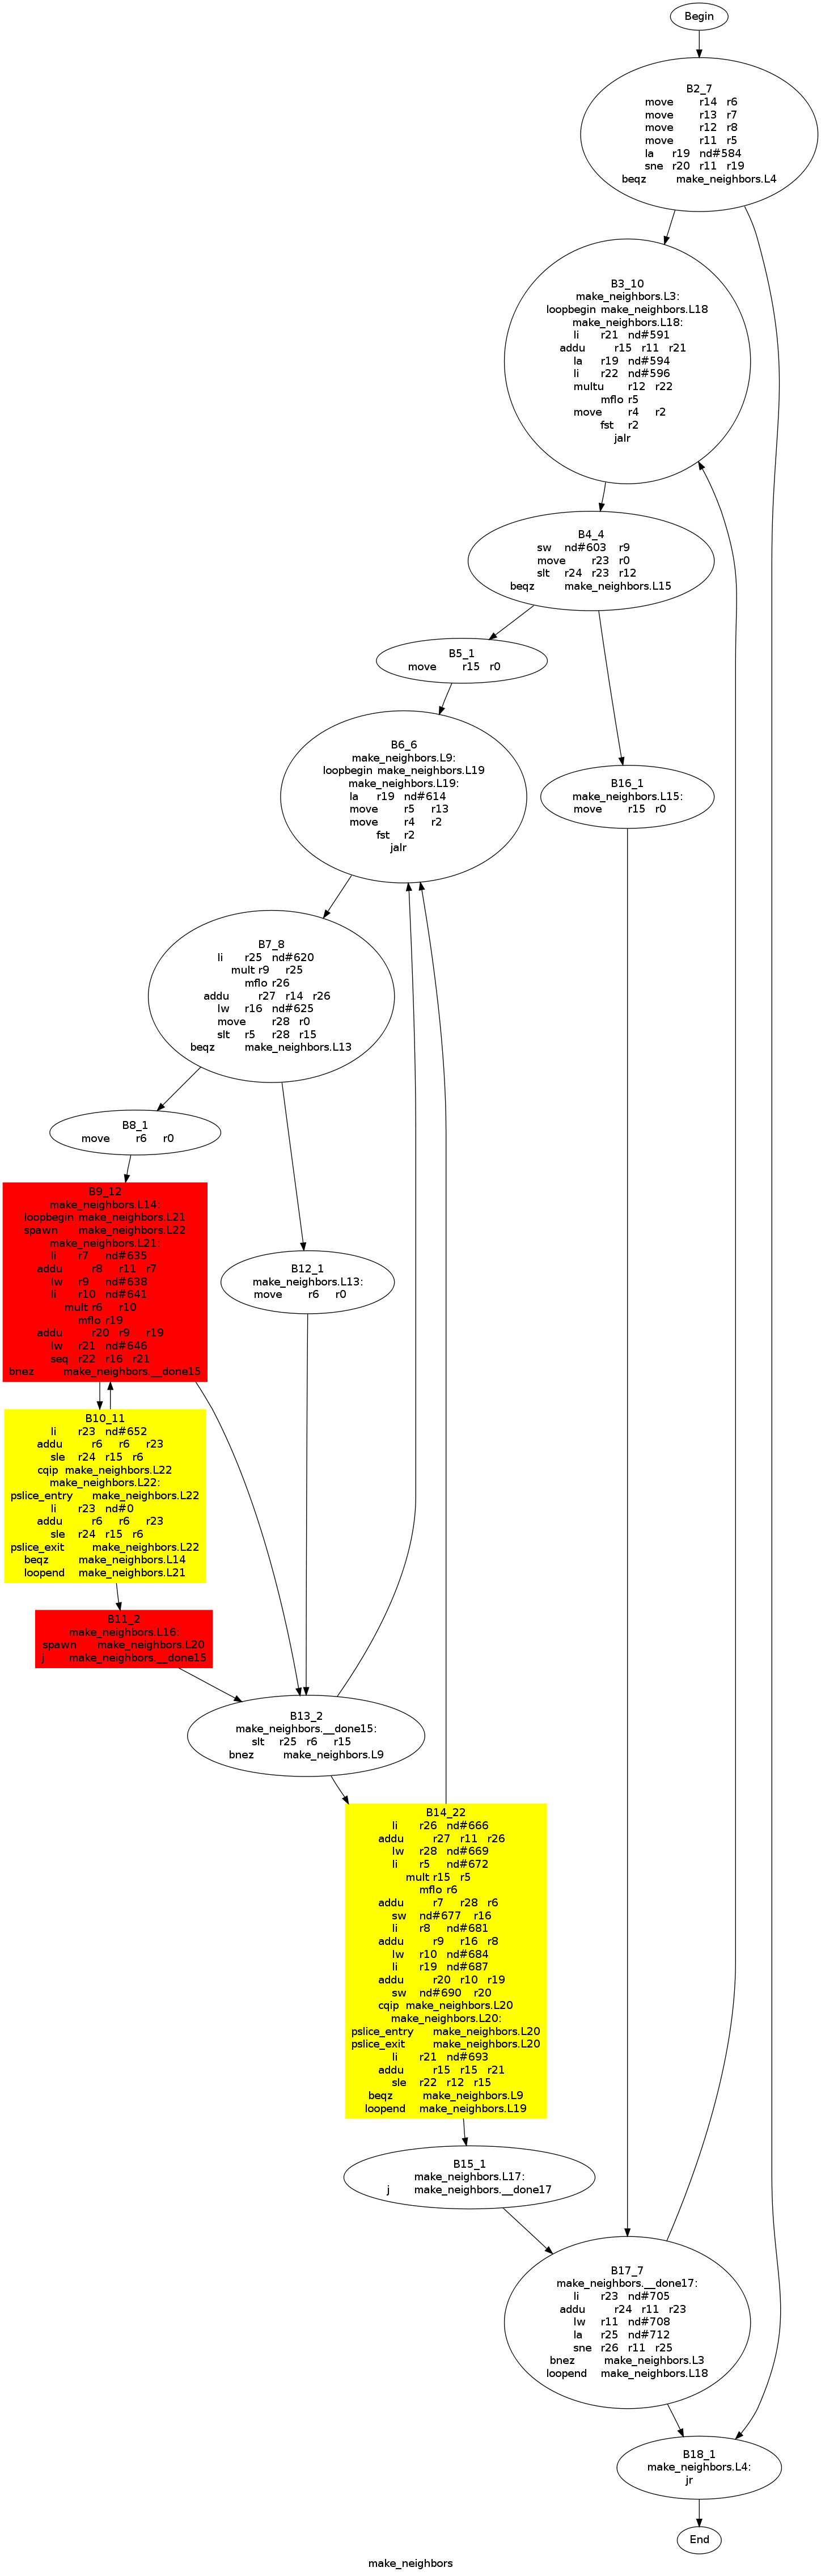 Begin
B2_7
move r14 r6
move r13 r7
move r12 r8
move r11 r5
la r19 nd#584
sne r20 r11 r19
beqz make_neighbors.L4
B3_10
make_neighbors.L3:
loopbegin make_neighbors.L18
make_neighbors.L18:
li r21 nd#591
addu r15 r11 r21
la r19 nd#594
li r22 nd#596
multu r12 r22
mflo r5
move r4 r2
fst r2
jalr
B4_4
sw nd#603 r9
move r23 r0
slt r24 r23 r12
beqz make_neighbors.L15
B5_1
move r15 r0
B6_6
make_neighbors.L9:
loopbegin make_neighbors.L19
make_neighbors.L19:
la r19 nd#614
move r5 r13
move r4 r2
fst r2
jalr
B16_1
make_neighbors.L15:
move r15 r0
B7_8
li r25 nd#620
mult r9 r25
mflo r26
addu r27 r14 r26
lw r16 nd#625
move r28 r0
slt r5 r28 r15
beqz make_neighbors.L13
B8_1
move r6 r0
B9_12
make_neighbors.L14:
loopbegin make_neighbors.L21
spawn make_neighbors.L22
make_neighbors.L21:
li r7 nd#635
addu r8 r11 r7
lw r9 nd#638
li r10 nd#641
mult r6 r10
mflo r19
addu r20 r9 r19
lw r21 nd#646
seq r22 r16 r21
bnez make_neighbors.__done15
B12_1
make_neighbors.L13:
move r6 r0
B10_11
li r23 nd#652
addu r6 r6 r23
sle r24 r15 r6
cqip make_neighbors.L22
make_neighbors.L22:
pslice_entry make_neighbors.L22
li r23 nd#0
addu r6 r6 r23
sle r24 r15 r6
pslice_exit make_neighbors.L22
beqz make_neighbors.L14
loopend make_neighbors.L21
B11_2
make_neighbors.L16:
spawn make_neighbors.L20
j make_neighbors.__done15
B13_2
make_neighbors.__done15:
slt r25 r6 r15
bnez make_neighbors.L9
B14_22
li r26 nd#666
addu r27 r11 r26
lw r28 nd#669
li r5 nd#672
mult r15 r5
mflo r6
addu r7 r28 r6
sw nd#677 r16
li r8 nd#681
addu r9 r16 r8
lw r10 nd#684
li r19 nd#687
addu r20 r10 r19
sw nd#690 r20
cqip make_neighbors.L20
make_neighbors.L20:
pslice_entry make_neighbors.L20
pslice_exit make_neighbors.L20
li r21 nd#693
addu r15 r15 r21
sle r22 r12 r15
beqz make_neighbors.L9
loopend make_neighbors.L19
B15_1
make_neighbors.L17:
j make_neighbors.__done17
B17_7
make_neighbors.__done17:
li r23 nd#705
addu r24 r11 r23
lw r11 nd#708
la r25 nd#712
sne r26 r11 r25
bnez make_neighbors.L3
loopend make_neighbors.L18
B18_1
make_neighbors.L4:
jr
End
make_neighbors